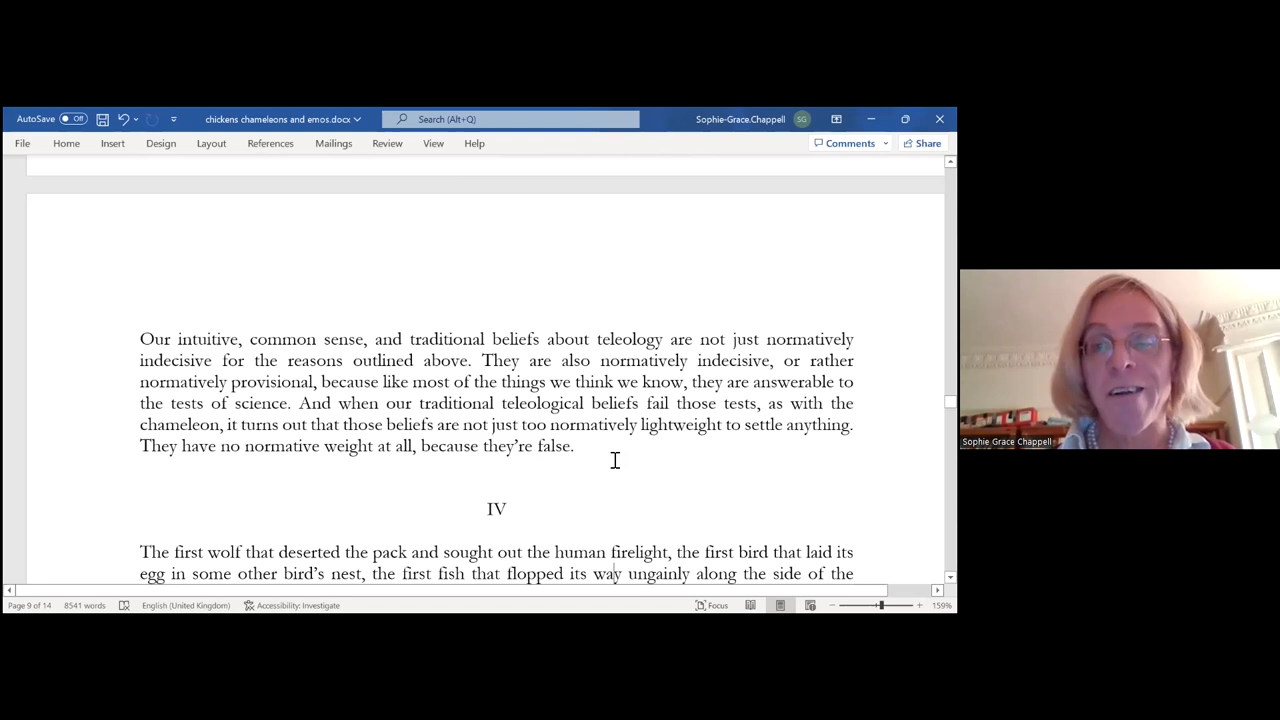 AutoSave Off chickens chameleons and emos.docx Search (Alt+Q) Sophie-Grace.Chappell SG
File Home Insert Design Layout References Mailings Review View Help Comments Share
Our intuitive, common sense, and traditional beliefs about teleology are not just normatively
indecisive for the reasons outlined above. They are also normatively indecisive, or rather
normatively provisional, because like most of the things we think we know, they are answerable to
the tests of science. And when our traditional teleological beliefs fail those tests, as with the
chameleon, it turns out that those beliefs are not just too normatively lightweight to settle anything.
They have no normative weight at all, because they’re false.
IV
The first wolf that deserted the pack and sought out the human firelight, the first bird that laid its
egg in some other bird’s nest, the first fish that flopped its way ungainly along the side of the
Page 9 of 14 8541 words English (United Kingdom) Accessibility: Investigate Focus 159%
Sophie Grace Chappell